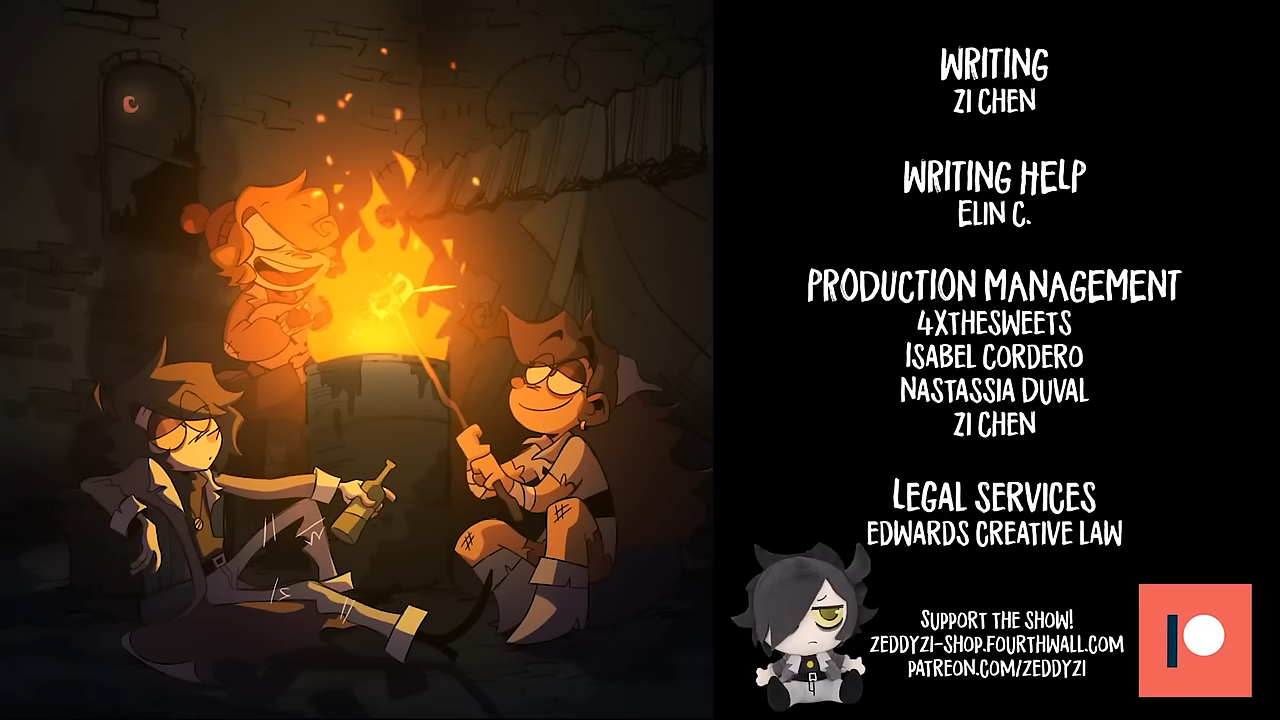 WRITING
ZI CHEN
WRITING HELP
ELIN C.
PRODUCTION MANAGEMENT
4XTHESWEETS
ISABEL CORDERO
NASTASSIA DUVAL
ZI CHEN
LEGAL SERVICES
EDWARDS CREATIVE LAW
SUPPORT THE SHOW!
ZEDDYZI-SHOP.FOURTHWALL.COM
PATREON.COM/ZEDDYZI